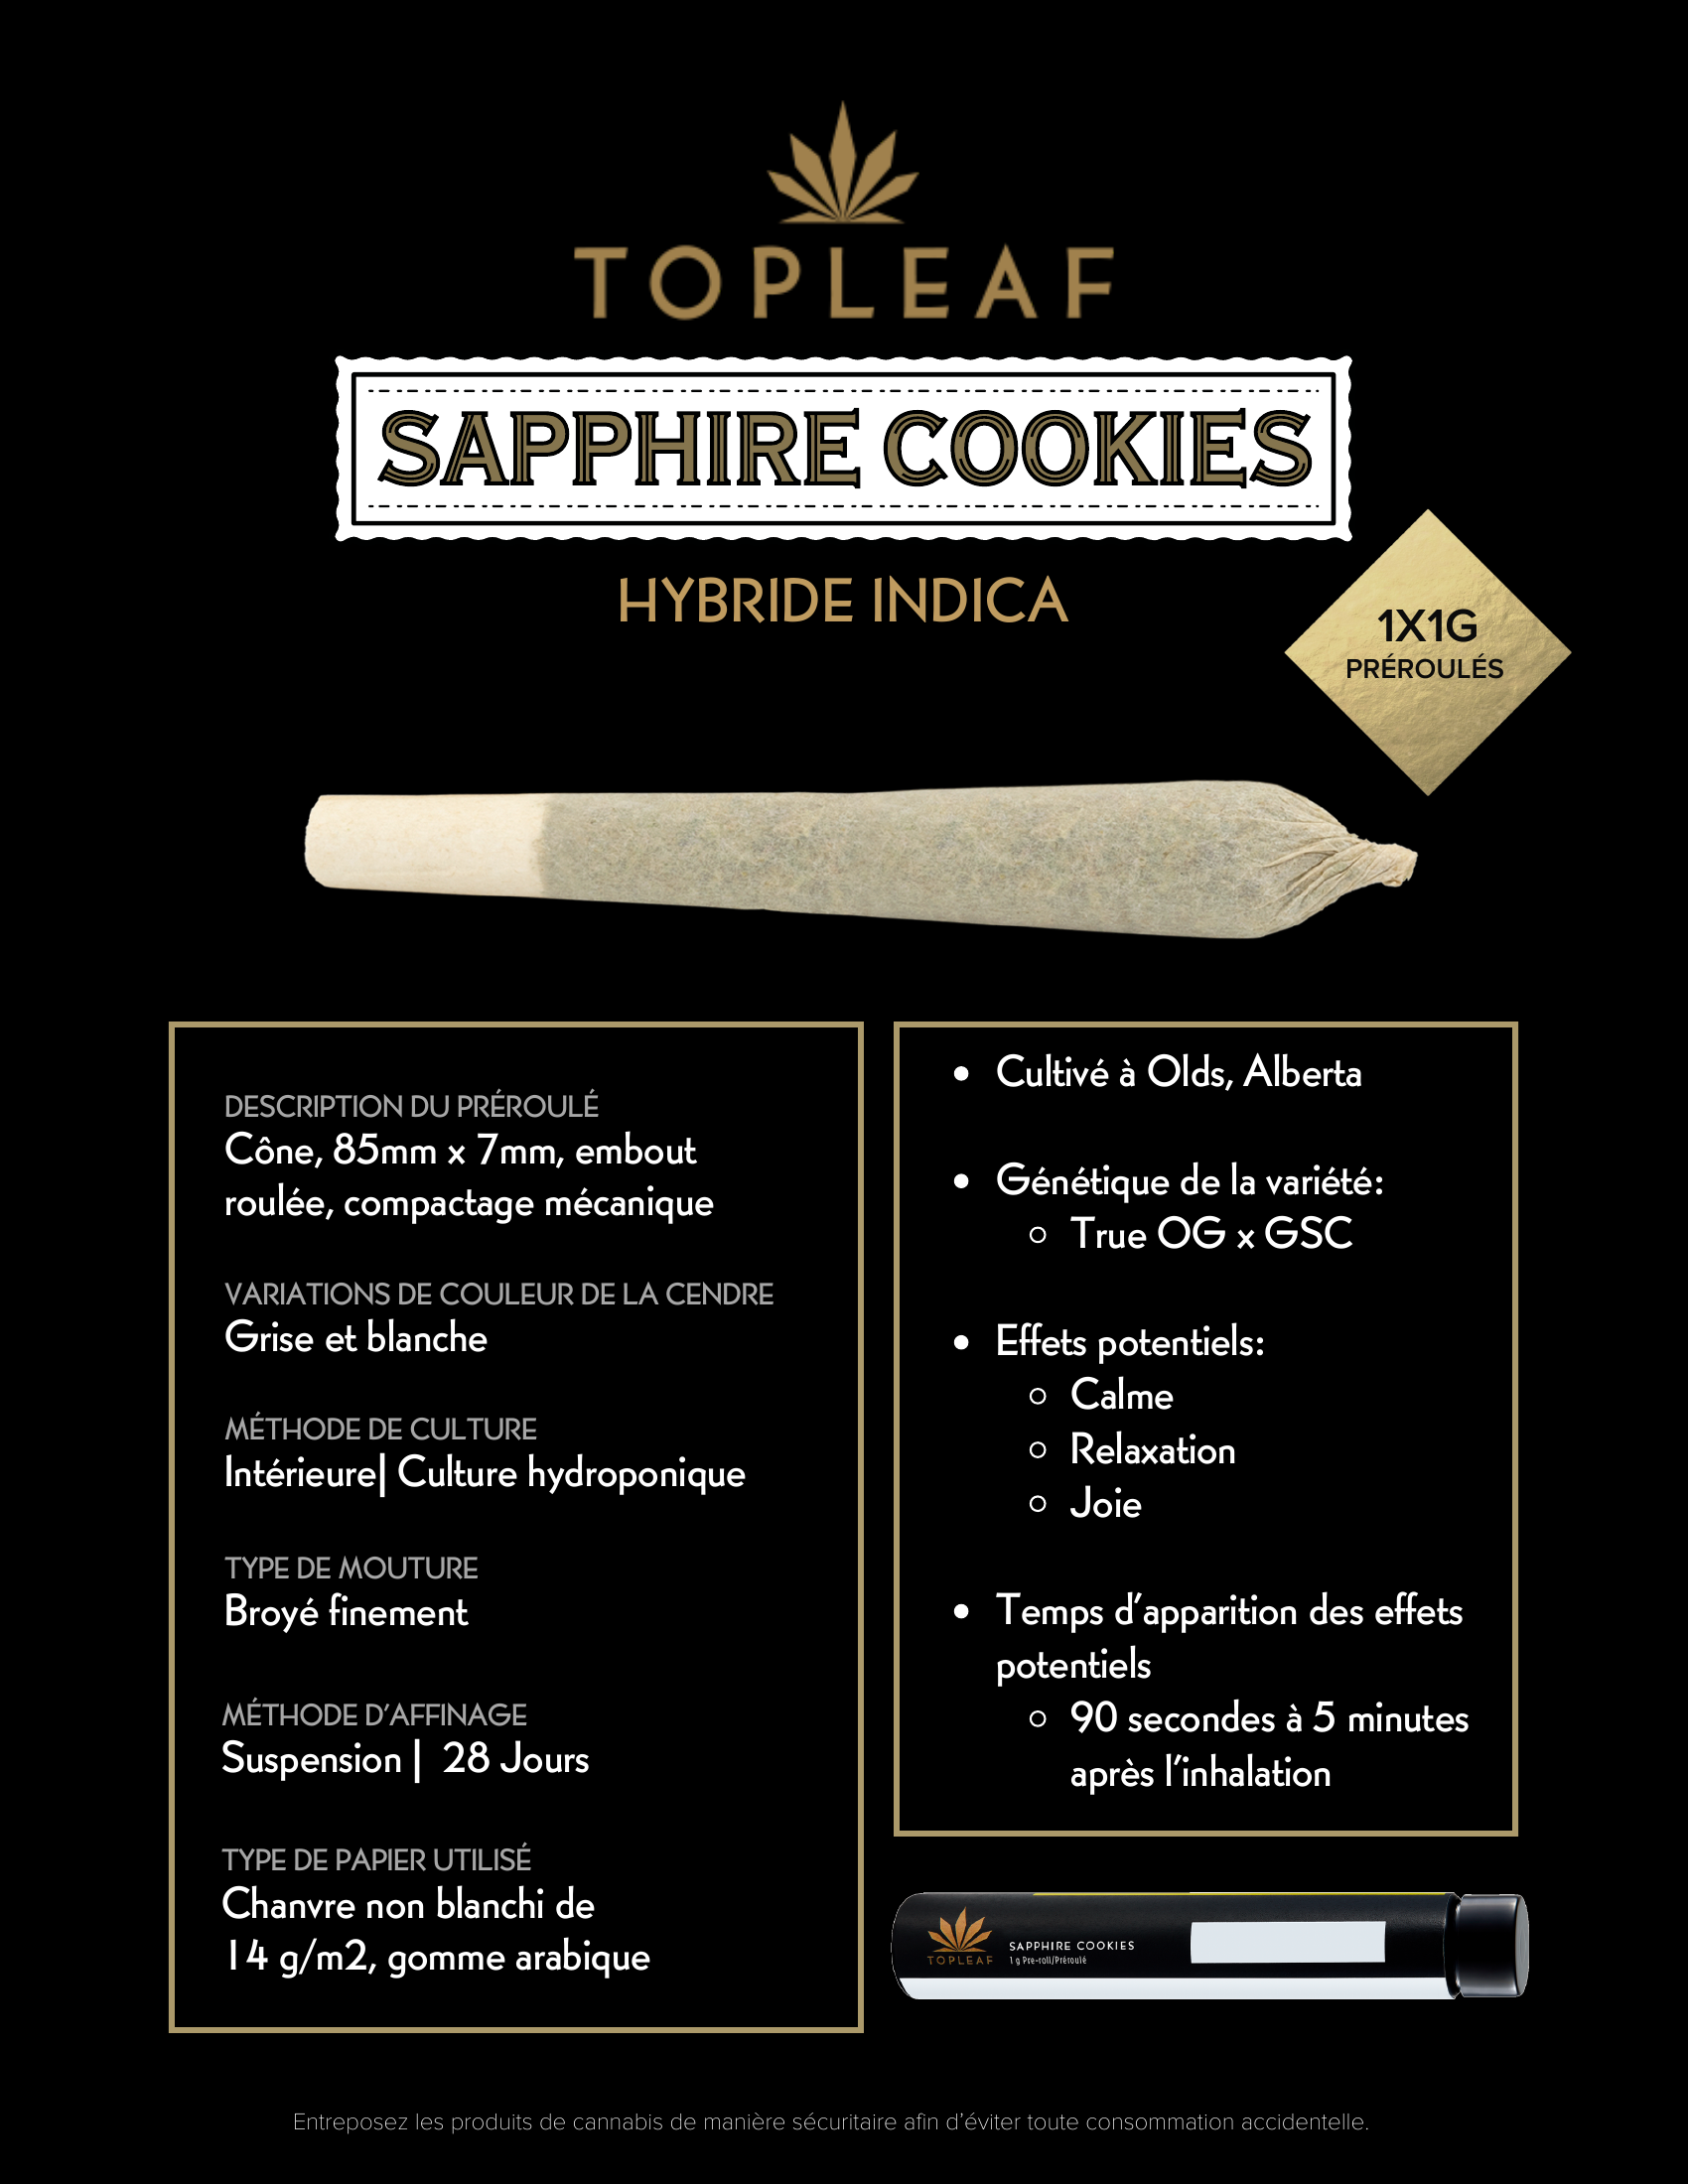 TOPLEAF
SAPPHIRE COOKIES
HYBRIDE INDICA
1X1G
PRÉROULÉS
DESCRIPTION DU PRÉROULÉ
Cône, 85mm x 7mm, embout
roulée, compactage mécanique
VARIATIONS DE COULEUR DE LA CENDRE
Grise et blanche
MÉTHODE DE CULTURE
Intérieure| Culture hydroponique
TYPE DE MOUTURE
Broyé finement
MÉTHODE D'AFFINAGE
Suspension | 28 Jours
TYPE DE PAPIER UTILISÉ
Chanvre non blanchi de
14 g/m2, gomme arabique
• Cultivé à Olds, Alberta
• Génétique de la variété:
○ True OG x GSC
• Effets potentiels:
○ Calme
○ Relaxation
○ Joie
• Temps d'apparition des effets
potentiels
○ 90 secondes à 5 minutes
après l'inhalation
TOPLEAF
SAPPHIRE COOKIES
1 g Pre-roll/Préroulé
Entreposez les produits de cannabis de manière sécuritaire afin d'éviter toute consommation accidentelle.